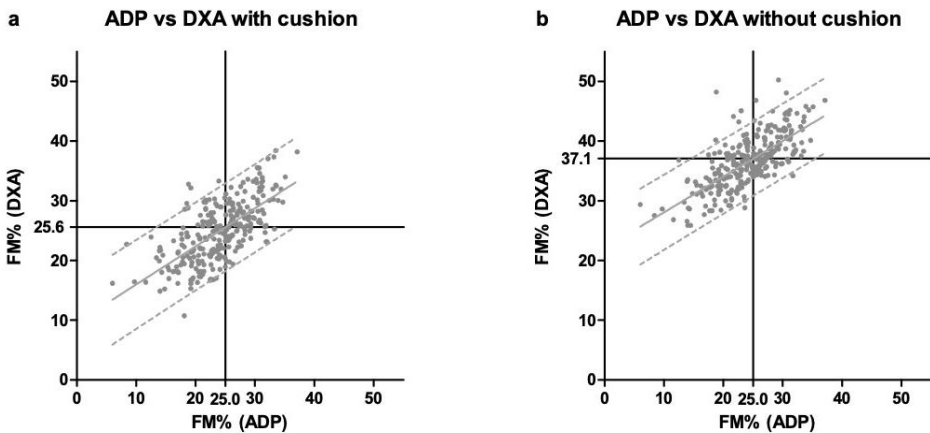 a ADP vs DXA with cushion
FM% (DXA)
50
40
30
25.6
20
10
0
0 10 20 25.0 30 40 50
FM% (ADP)
b ADP vs DXA without cushion
FM% (DXA)
50
40
37.1
30
20
10
0
0 10 20 25.0 30 40 50
FM% (ADP)